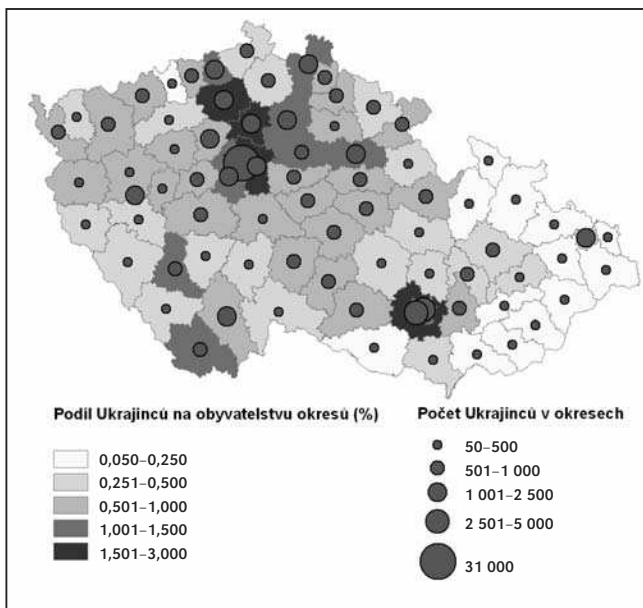 Podíl Ukrajinců na obyvatelstvu okresů (%)
0,050–0,250
0,251–0,500
0,501–1,000
1,001–1,500
1,501–3,000
Počet Ukrajinců v okresech
50–500
501–1 000
1 001–2 500
2 501–5 000
31 000